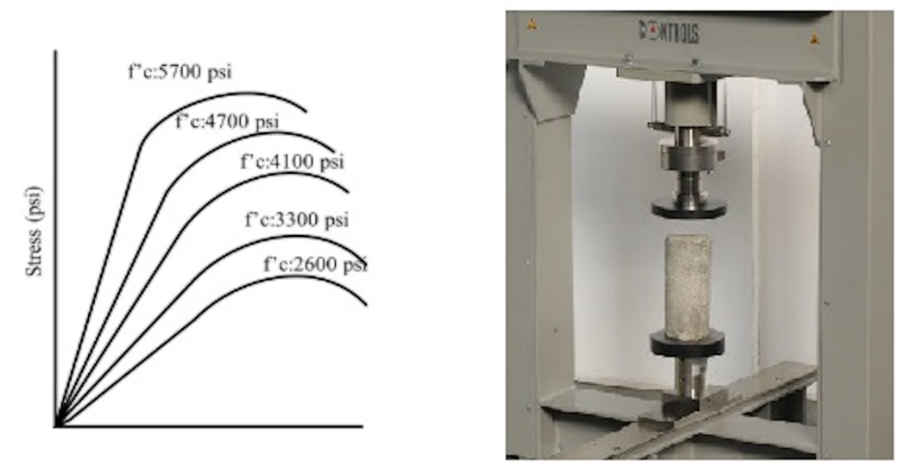 f'c:5700 psi
f'c:4700 psi
f'c:4100 psi
f'c:3300 psi
f'c:2600 psi
Stress (psi)
CONTROLS